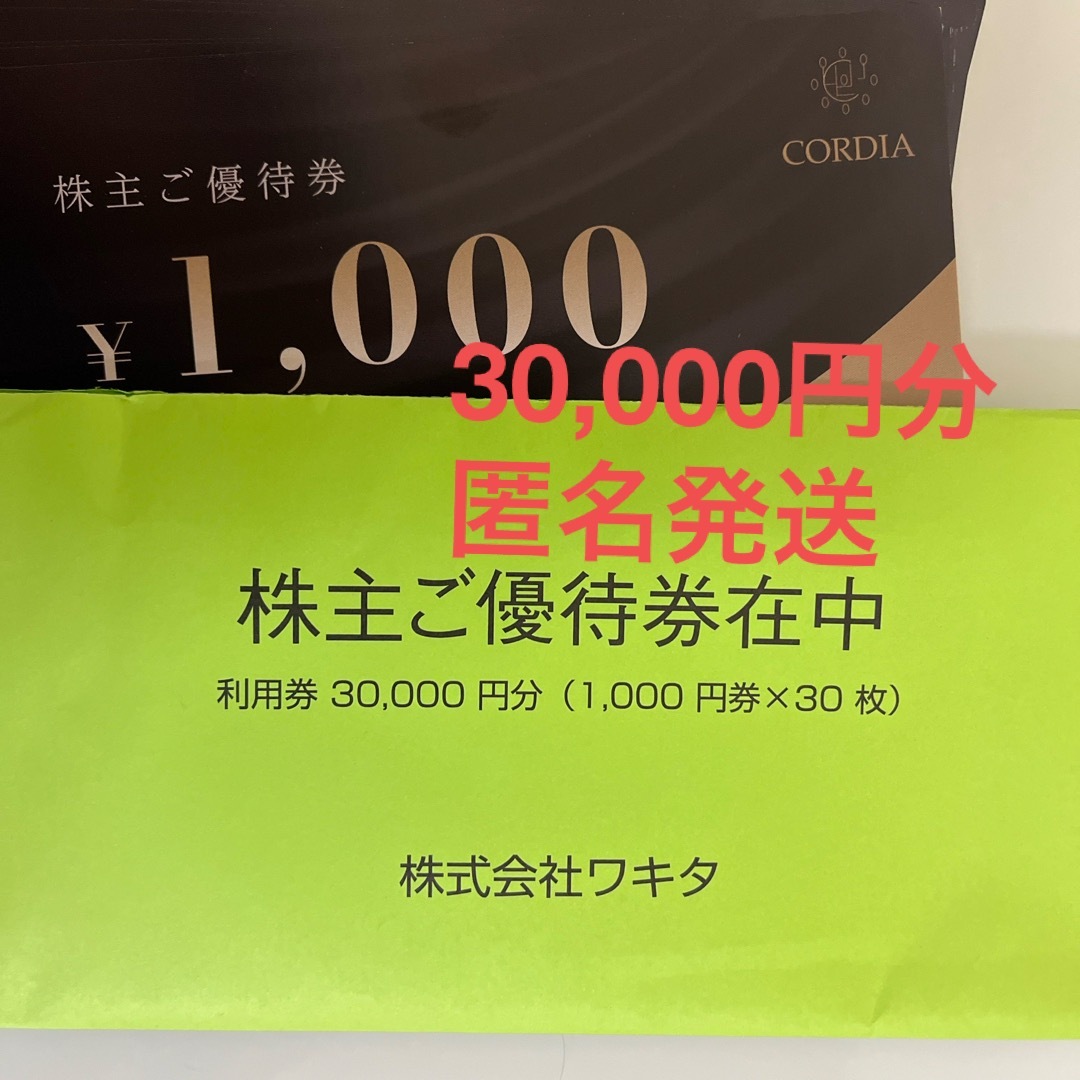 CORDIA
株主ご優待券
¥1,000
30,000円分
匿名発送
株主ご優待券在中
利用券 30,000 円分（1,000 円券×30 枚）
株式会社ワキタ